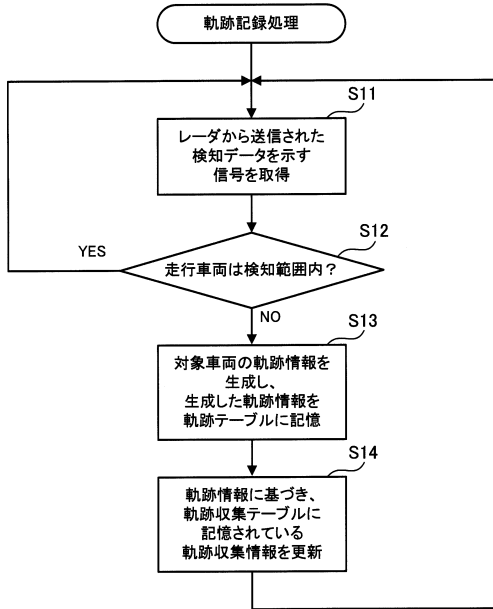 軌跡記録処理
S11
レーダから送信された
検知データを示す
信号を取得
S12
YES
走行車両は検知範囲内？
NO
S13
対象車両の軌跡情報を
生成し、
生成した軌跡情報を
軌跡テーブルに記憶
S14
軌跡情報に基づき、
軌跡収集テーブルに
記憶されている
軌跡収集情報を更新